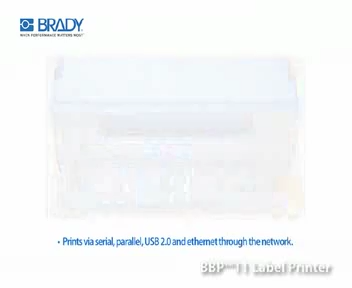 BRADY
WHEN PERFORMANCE MATTERS MOST
• Prints via serial, parallel, USB 2.0 and ethernet through the network.
BBP™11 Label Printer